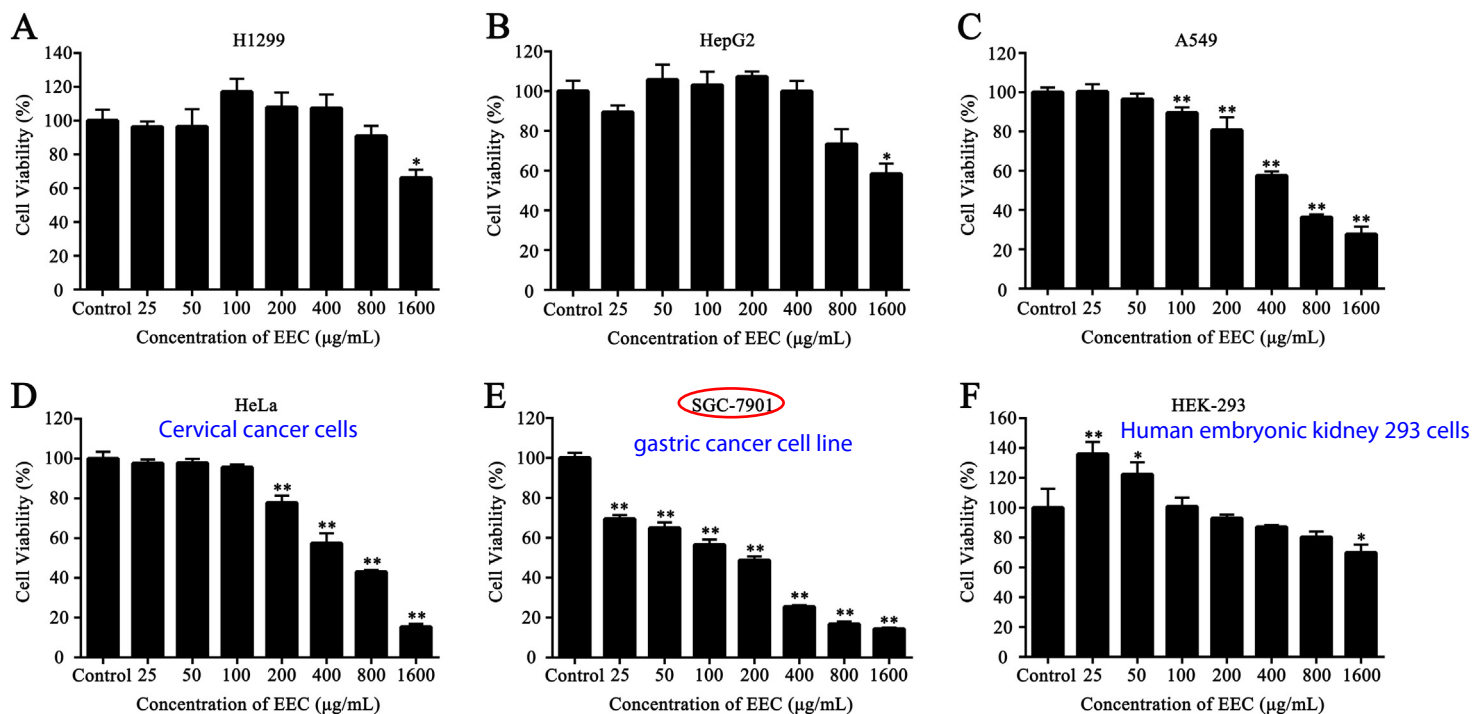 A
H1299
Cell Viability (%)
140
120
100
80
60
40
20
0
*
Control 25 50 100 200 400 800 1600
Concentration of EEC (μg/mL)
B
HepG2
Cell Viability (%)
120
100
80
60
40
20
0
*
Control 25 50 100 200 400 800 1600
Concentration of EEC (μg/mL)
C
A549
Cell Viability (%)
120
100
80
60
40
20
0
** ** ** ** **
Control 25 50 100 200 400 800 1600
Concentration of EEC (μg/mL)
D
HeLa
Cervical cancer cells
Cell Viability (%)
120
100
80
60
40
20
0
** ** ** **
Control 25 50 100 200 400 800 1600
Concentration of EEC (μg/mL)
E
SGC-7901
gastric cancer cell line
Cell Viability (%)
120
100
80
60
40
20
0
** ** ** ** ** ** **
Control 25 50 100 200 400 800 1600
Concentration of EEC (μg/mL)
F
HEK-293
Human embryonic kidney 293 cells
Cell Viability (%)
160
140
120
100
80
60
40
20
0
** * *
Control 25 50 100 200 400 800 1600
Concentration of EEC (μg/mL)